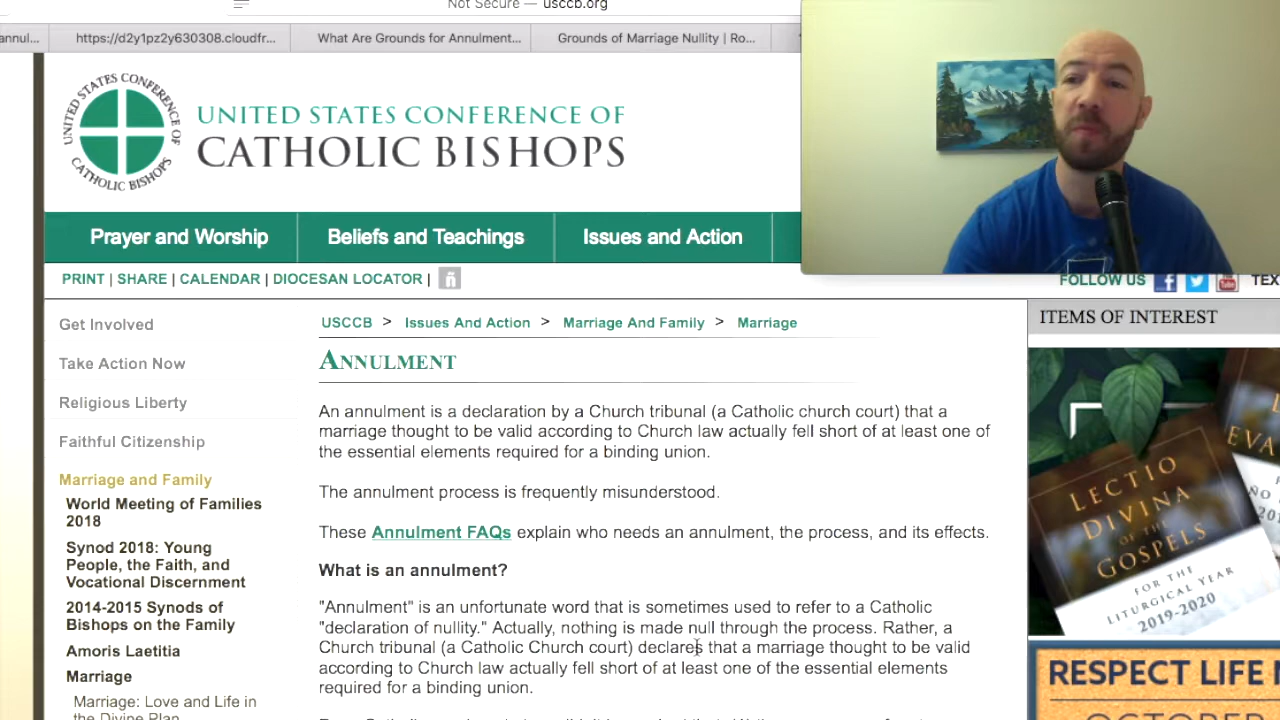 Not Secure — usccb.org
annul...
https://d2y1pz2y630308.cloudfr...
What Are Grounds for Annulment...
Grounds of Marriage Nullity | Ro...
UNITED STATES CONFERENCE OF
CATHOLIC BISHOPS
UNITED STATES CONFERENCE OF
CATHOLIC BISHOPS
Prayer and Worship
Beliefs and Teachings
Issues and Action
PRINT | SHARE | CALENDAR | DIOCESAN LOCATOR | ñ
FOLLOW US
TEX
Get Involved
Take Action Now
Religious Liberty
Faithful Citizenship
Marriage and Family
World Meeting of Families
2018
Synod 2018: Young
People, the Faith, and
Vocational Discernment
2014-2015 Synods of
Bishops on the Family
Amoris Laetitia
Marriage
Marriage: Love and Life in
the Divine Plan
USCCB > Issues And Action > Marriage And Family > Marriage
ANNULMENT
An annulment is a declaration by a Church tribunal (a Catholic church court) that a
marriage thought to be valid according to Church law actually fell short of at least one of
the essential elements required for a binding union.
The annulment process is frequently misunderstood.
These Annulment FAQs explain who needs an annulment, the process, and its effects.
What is an annulment?
"Annulment" is an unfortunate word that is sometimes used to refer to a Catholic
"declaration of nullity." Actually, nothing is made null through the process. Rather, a
Church tribunal (a Catholic Church court) declares that a marriage thought to be valid
according to Church law actually fell short of at least one of the essential elements
required for a binding union.
ITEMS OF INTEREST
LECTIO
DIVINA
OF THE
GOSPELS
FOR THE
LITURGICAL YEAR
2019-2020
EVA
RESPECT LIFE
OCTOBER